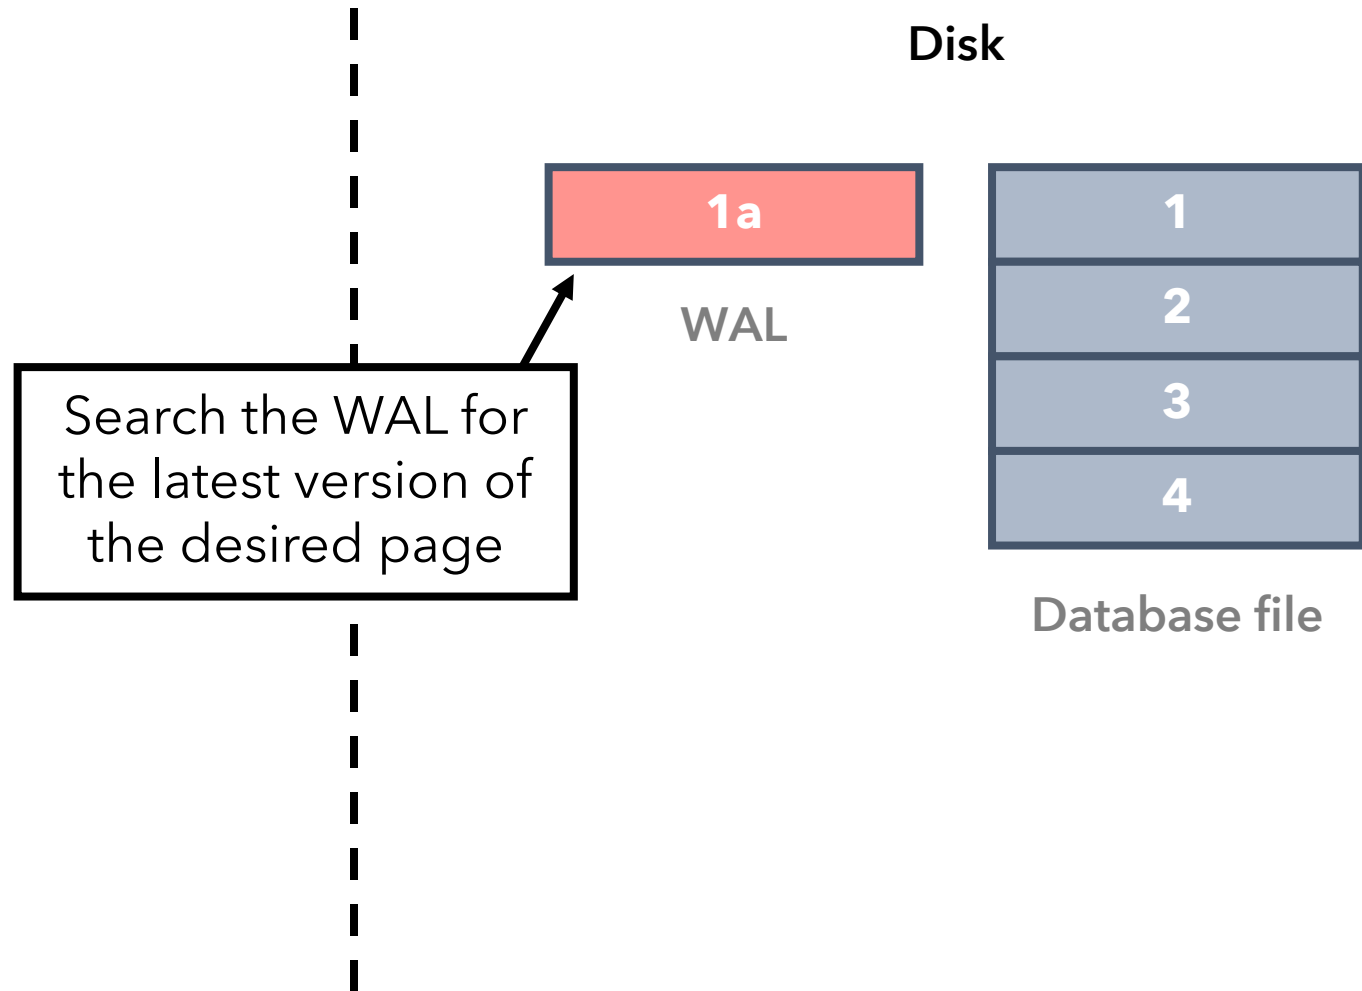 Disk
1a
WAL
1
2
3
4
Database file
Search the WAL for
the latest version of
the desired page